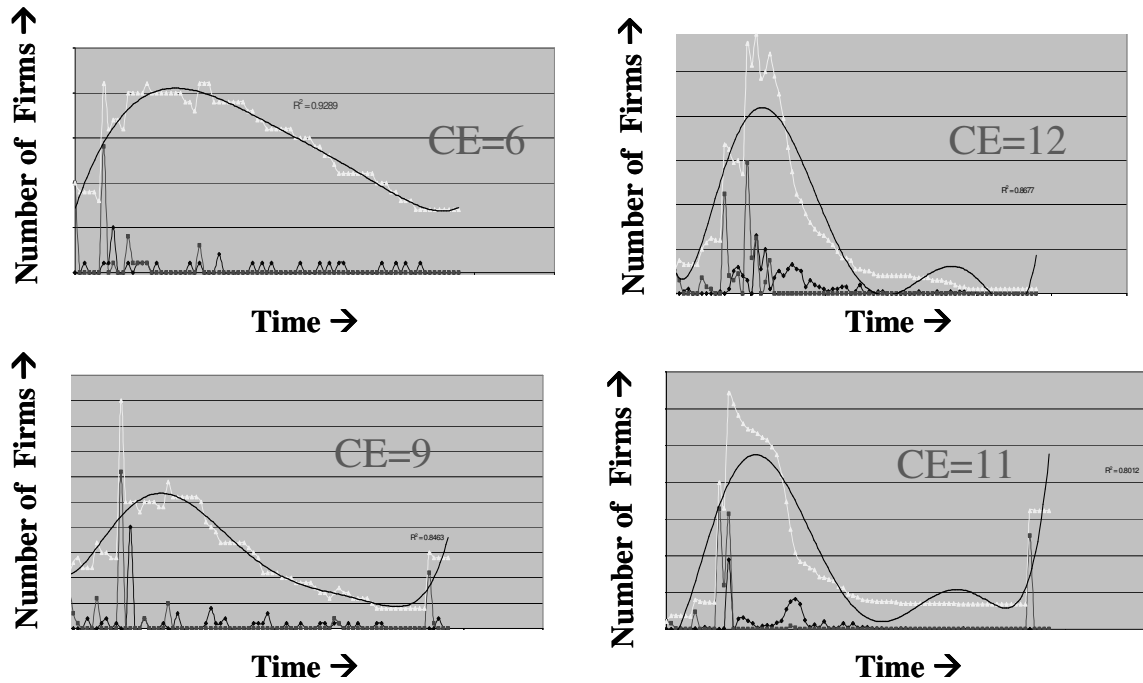 Number of Firms →
R² = 0.9289
CE=6
Time →
Number of Firms →
CE=12
R² = 0.8677
Time →
Number of Firms →
CE=9
R² = 0.8463
Time →
Number of Firms →
CE=11
R² = 0.8012
Time →